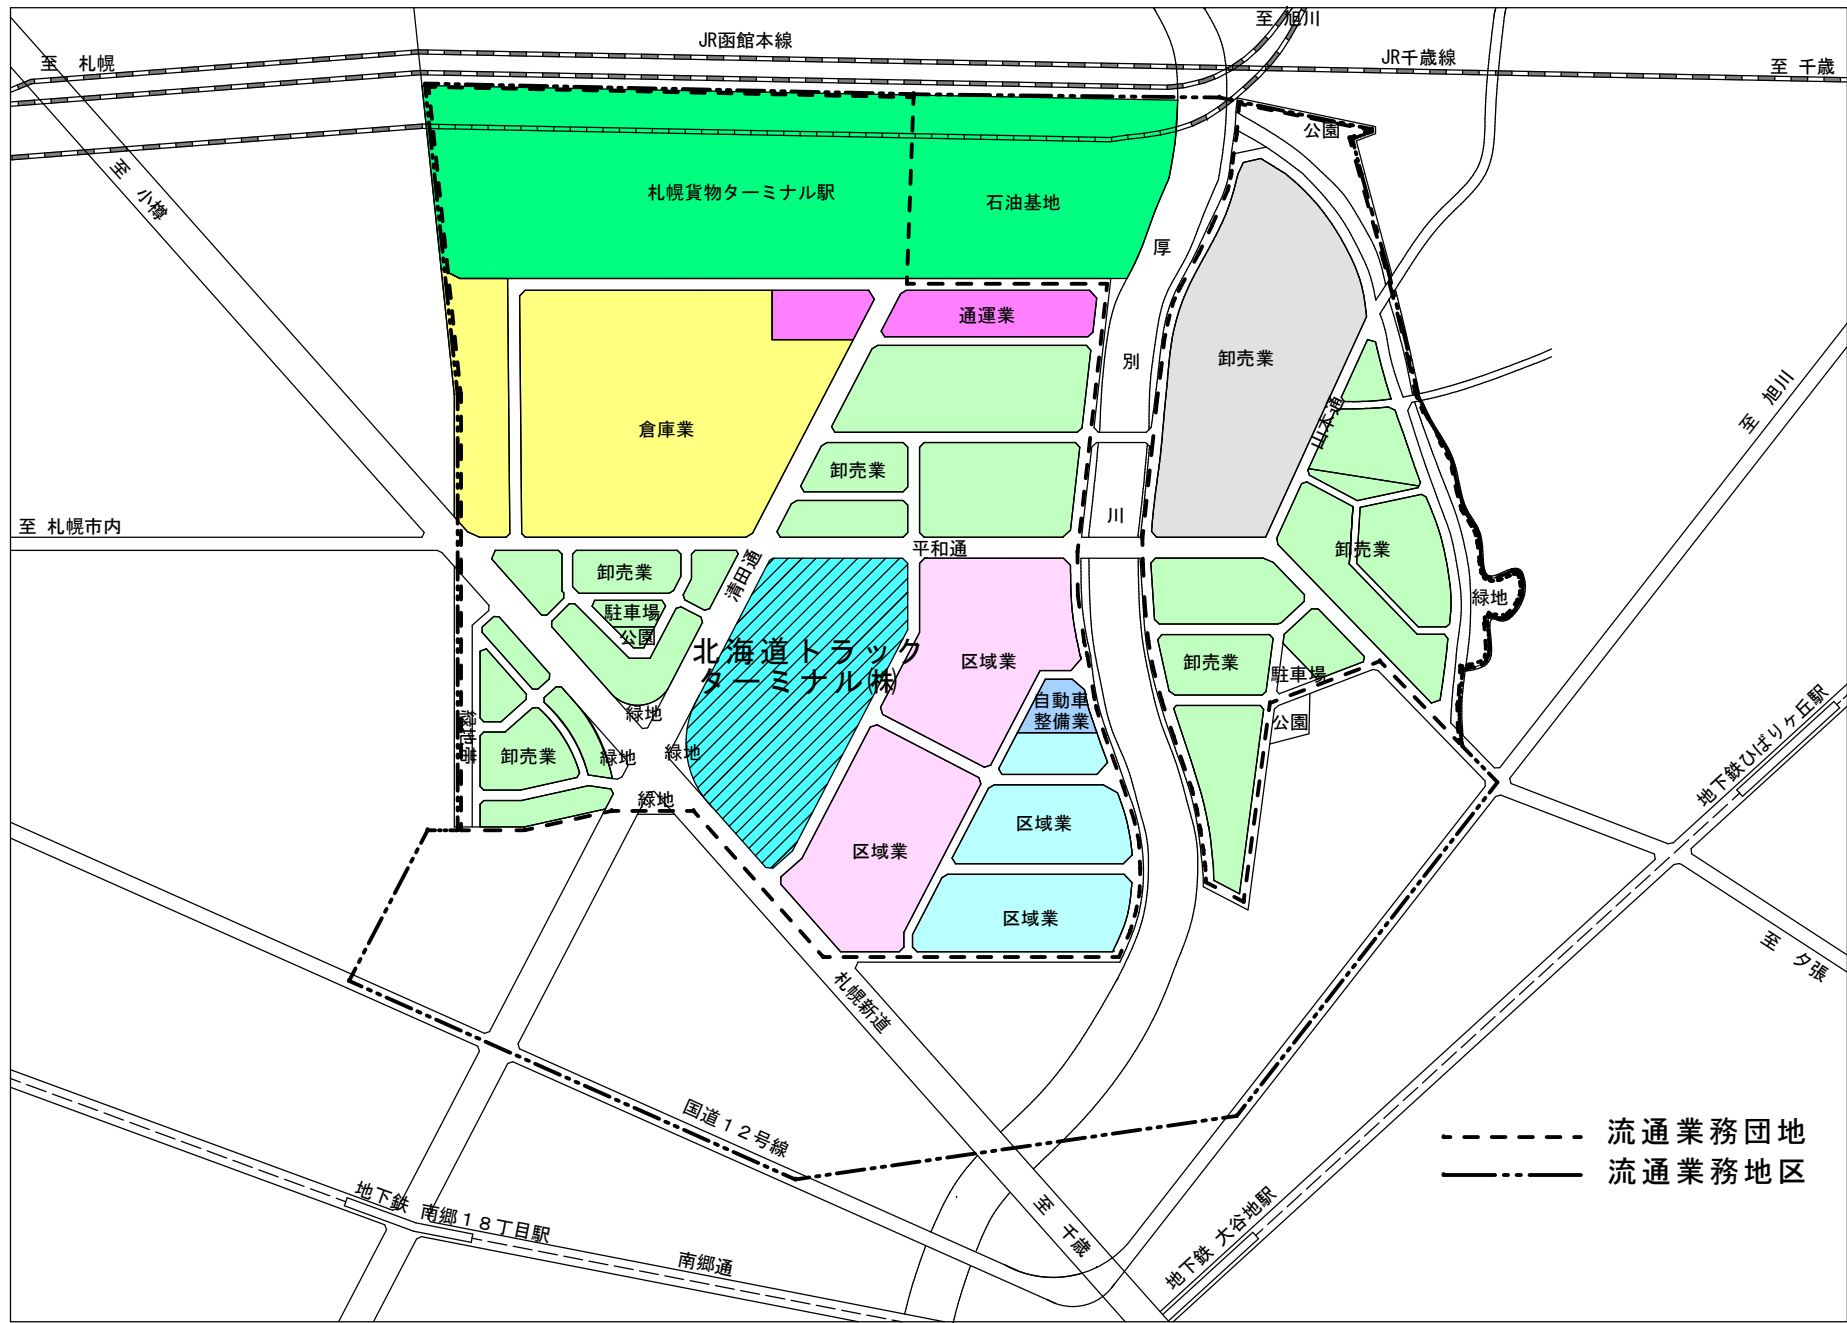 至 旭川
JR函館本線
JR千歳線
至 札幌
至 千歳
公園
至 小樽
札幌貨物ターミナル駅
石油基地
厚
別
川
通運業
卸売業
山本通
至 旭川
倉庫業
卸売業
至 札幌市内
平和通
卸売業
清田通
卸売業
駐車場
公園
緑地
北海道トラック
ターミナル㈱
区域業
卸売業
駐車場
自動車
整備業
公園
緑地
緑地帯
卸売業
緑地
緑地
緑地
地下鉄ひばりヶ丘駅
区域業
区域業
区域業
至 夕張
札幌新道
国道12号線
流通業務団地
流通業務地区
地下鉄 南郷18丁目駅
南郷通
至 千歳
地下鉄 大谷地駅